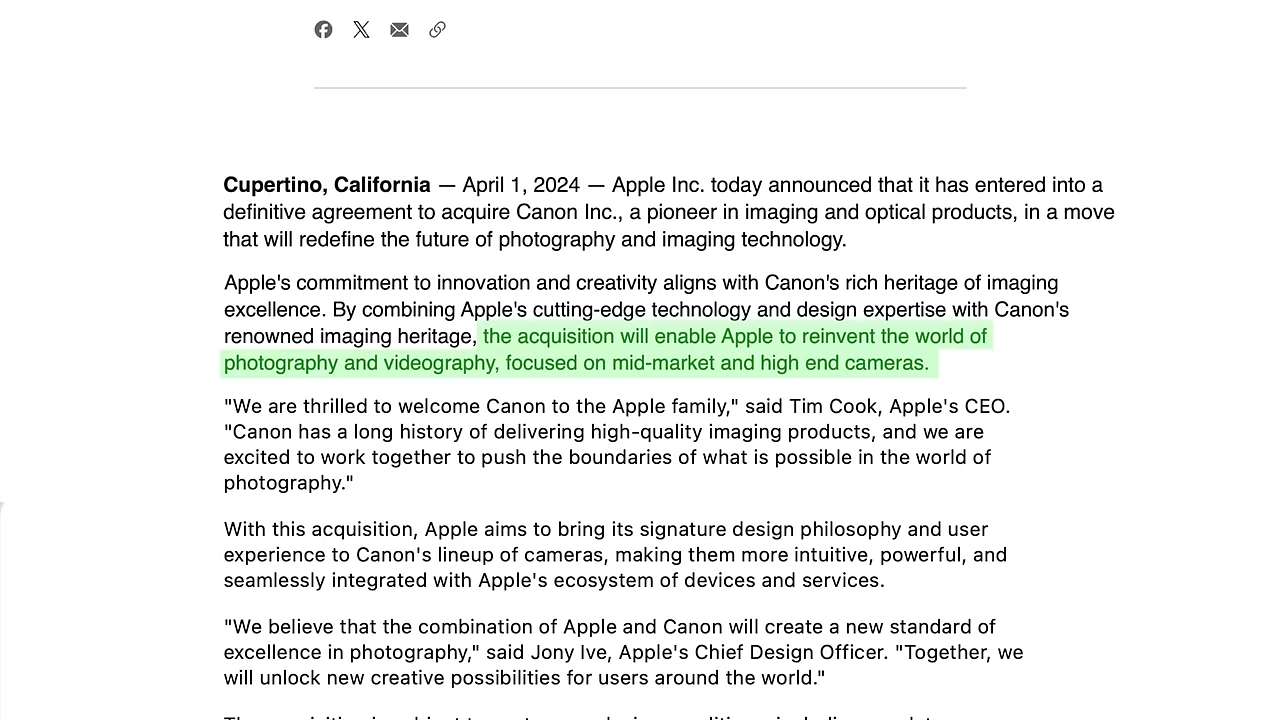 Cupertino, California — April 1, 2024 — Apple Inc. today announced that it has entered into a
definitive agreement to acquire Canon Inc., a pioneer in imaging and optical products, in a move
that will redefine the future of photography and imaging technology.
Apple's commitment to innovation and creativity aligns with Canon's rich heritage of imaging
excellence. By combining Apple's cutting-edge technology and design expertise with Canon's
renowned imaging heritage, the acquisition will enable Apple to reinvent the world of
photography and videography, focused on mid-market and high end cameras.
"We are thrilled to welcome Canon to the Apple family," said Tim Cook, Apple's CEO.
"Canon has a long history of delivering high-quality imaging products, and we are
excited to work together to push the boundaries of what is possible in the world of
photography."
With this acquisition, Apple aims to bring its signature design philosophy and user
experience to Canon's lineup of cameras, making them more intuitive, powerful, and
seamlessly integrated with Apple's ecosystem of devices and services.
"We believe that the combination of Apple and Canon will create a new standard of
excellence in photography," said Jony Ive, Apple's Chief Design Officer. "Together, we
will unlock new creative possibilities for users around the world."